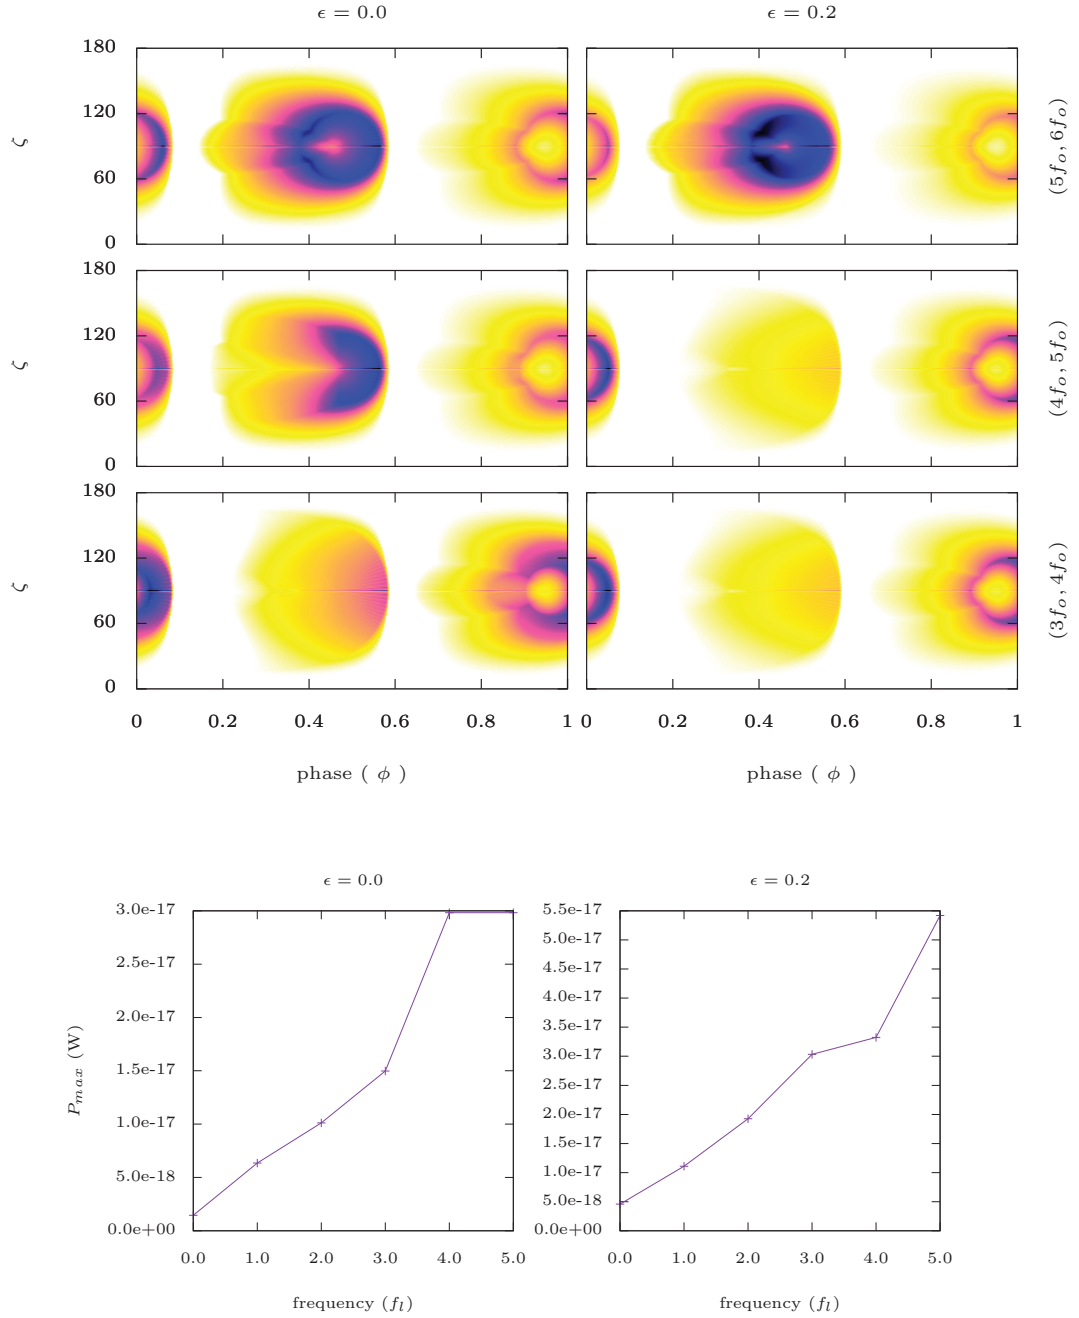 ϵ = 0.0 ϵ = 0.2
180
120
60
0
ζ
(5f_o, 6f_o)
180
120
60
0
ζ
(4f_o, 5f_o)
180
120
60
0
ζ
(3f_o, 4f_o)
0 0.2 0.4 0.6 0.8 1 0 0.2 0.4 0.6 0.8 1
phase ( ϕ ) phase ( ϕ )
ϵ = 0.0 ϵ = 0.2
3.0e-17
2.5e-17
2.0e-17
1.5e-17
1.0e-17
5.0e-18
0.0e+00
P_max (W)
0.0 1.0 2.0 3.0 4.0 5.0
frequency (f_l)
5.5e-17
5.0e-17
4.5e-17
4.0e-17
3.5e-17
3.0e-17
2.5e-17
2.0e-17
1.5e-17
1.0e-17
5.0e-18
0.0e+00
0.0 1.0 2.0 3.0 4.0 5.0
frequency (f_l)